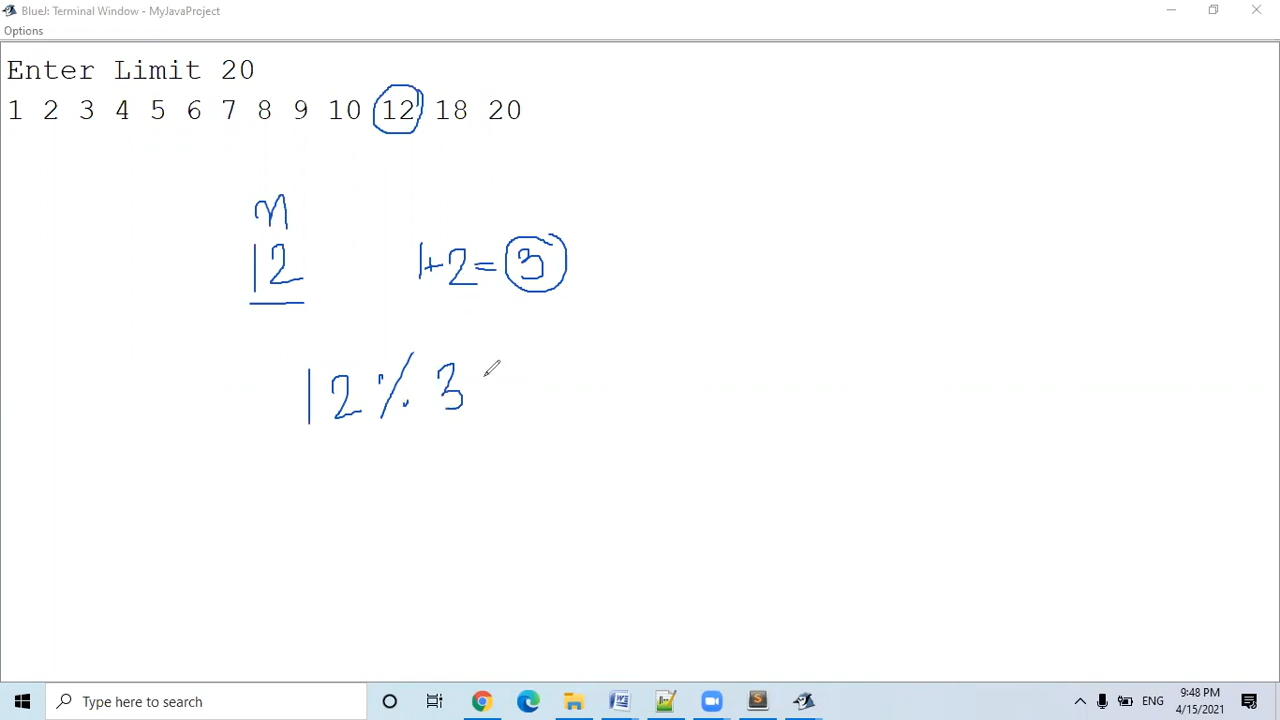 BlueJ: Terminal Window - MyJavaProject
Options
Enter Limit 20
1 2 3 4 5 6 7 8 9 10 12 18 20
n
12 1+2=3
12 % 3
Type here to search
ENG
9:48 PM
4/15/2021